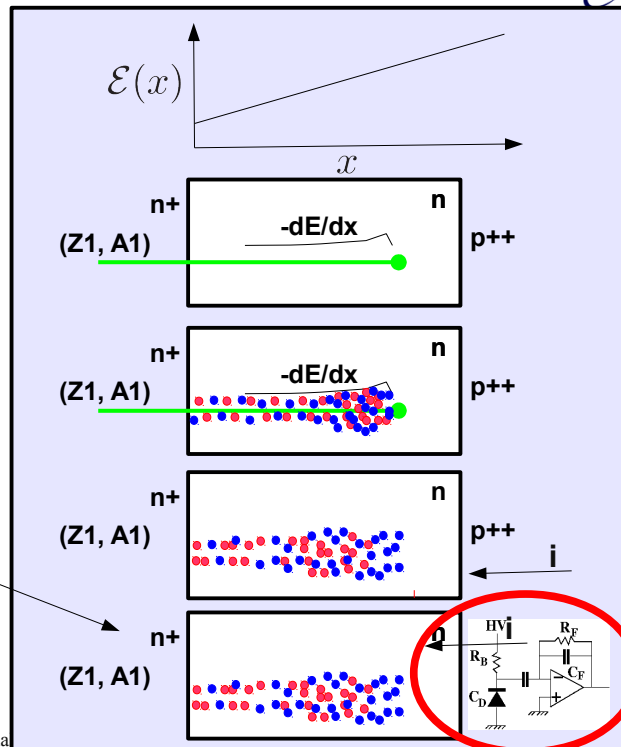 ℰ(x)
x
n+ n
(Z1, A1) -dE/dx p++
n+ n
(Z1, A1) -dE/dx p++
n+ n
(Z1, A1) p++
i
n+ n i
(Z1, A1)
HV R_F
R_B
C_F
−
C_D +
a